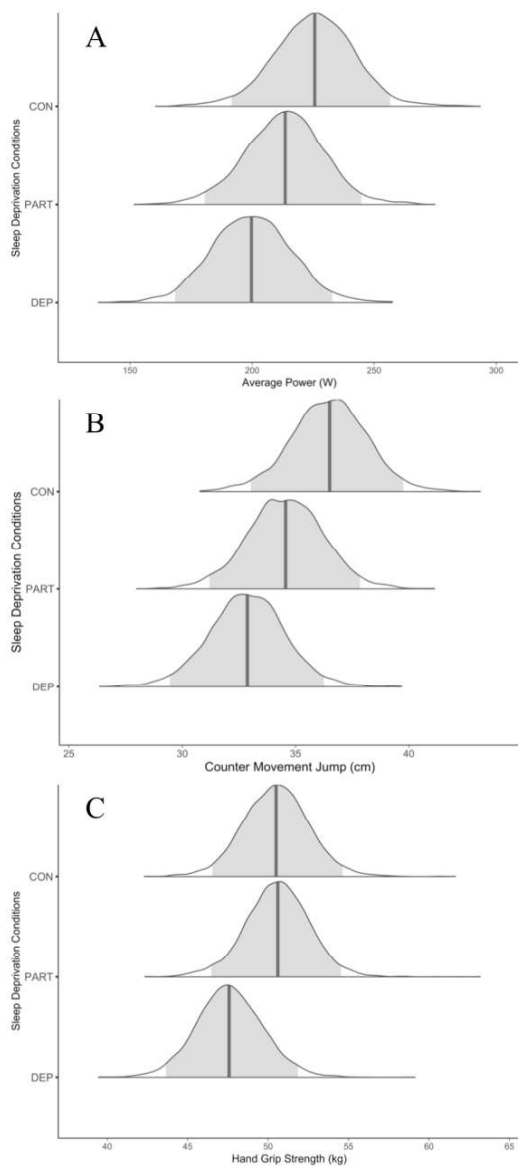 A
Sleep Deprivation Conditions
CON
PART
DEP
150
200
250
300
Average Power (W)
B
Sleep Deprivation Conditions
CON
PART
DEP
25
30
35
40
Counter Movement Jump (cm)
C
Sleep Deprivation Conditions
CON
PART
DEP
40
45
50
55
60
65
Hand Grip Strength (kg)